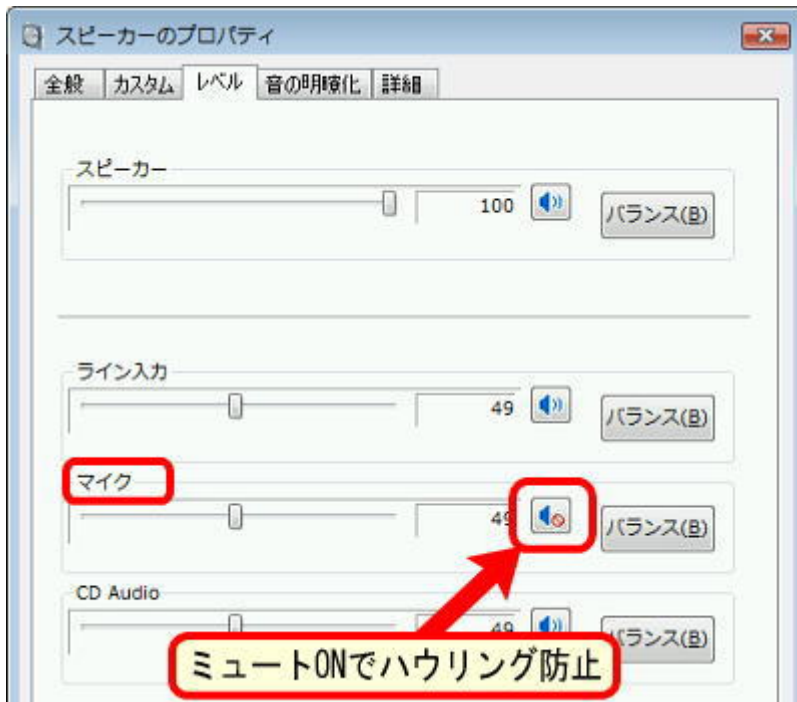 スピーカーのプロパティ
全般 カスタム レベル 音の明瞭化 詳細
スピーカー
100 バランス(B)
ライン入力
49 バランス(B)
マイク
49 バランス(B)
CD Audio
49 バランス(B)
ミュートONでハウリング防止